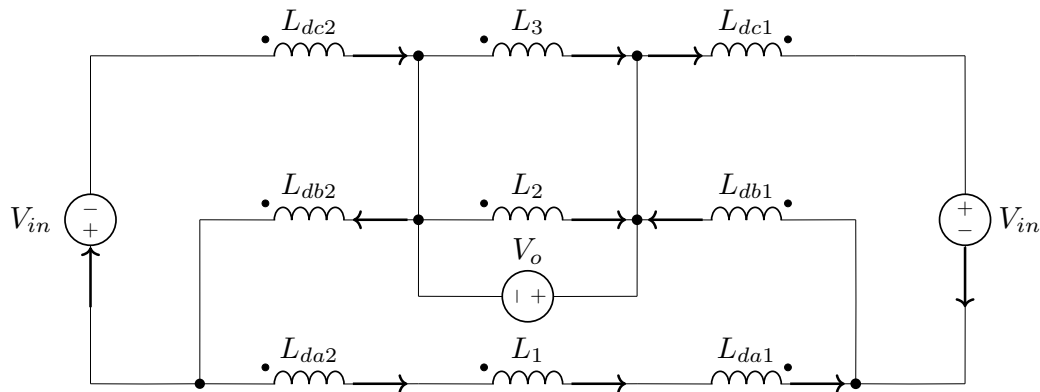 L_{dc2} L_3 L_{dc1}
V_{in} − + L_{db2} L_2 L_{db1} + − V_{in}
V_o
− +
L_{da2} L_1 L_{da1}